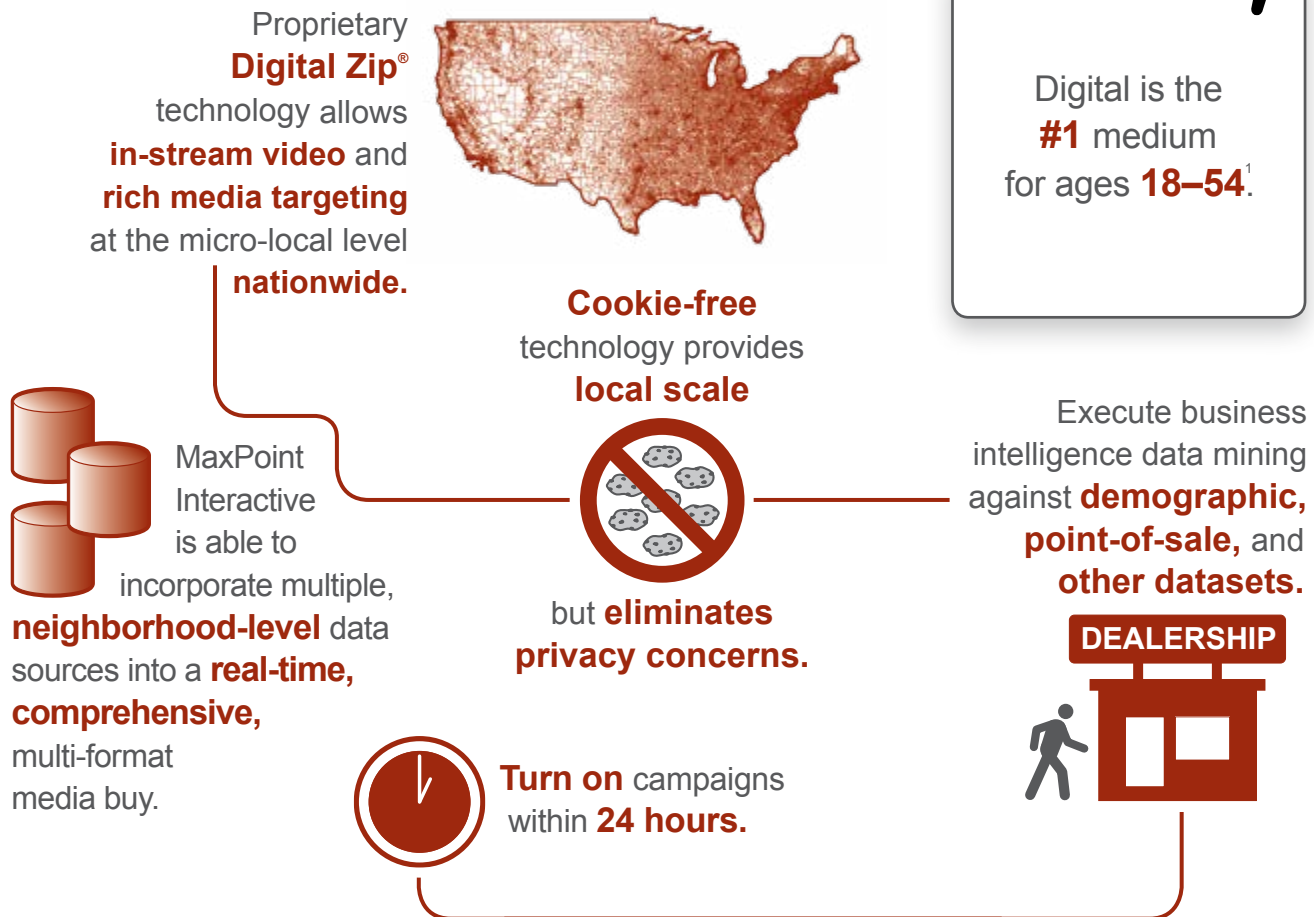 Proprietary
Digital Zip®
technology allows
in-stream video and
rich media targeting
at the micro-local level
nationwide.
Digital is the
#1 medium
for ages 18–54¹.
Cookie-free
technology provides
local scale
but eliminates
privacy concerns.
MaxPoint
Interactive
is able to
incorporate multiple,
neighborhood-level data
sources into a real-time,
comprehensive,
multi-format
media buy.
Execute business
intelligence data mining
against demographic,
point-of-sale, and
other datasets.
DEALERSHIP
Turn on campaigns
within 24 hours.